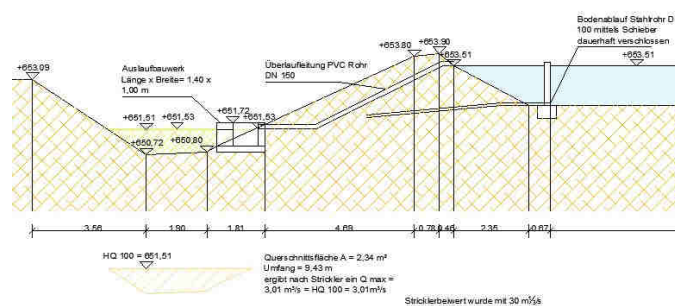 +653.80
+653.90
Bodenablauf Stahlrohr D
100 mittels Schieber
dauerhaft verschlossen
+653.09
Auslaufbauwerk
Länge x Breite= 1,40 x
1,00 m
Überlaufleitung PVC Rohr
DN 150
+653.51
+653.51
+651,51
+651,53
+651,72
+651,53
+650,72
+650,80
3.56
1.90
1.81
4.69
0.78
0.46
2.35
0.67
HQ 100 = 651,51
Querschnittsfläche A = 2,34 m²
Umfang = 9,43 m
ergibt nach Strickler ein Q max =
3,01 m³/s = HQ 100 = 3,01m³/s
Stricklerbeiwert wurde mit 30 m⅓/s